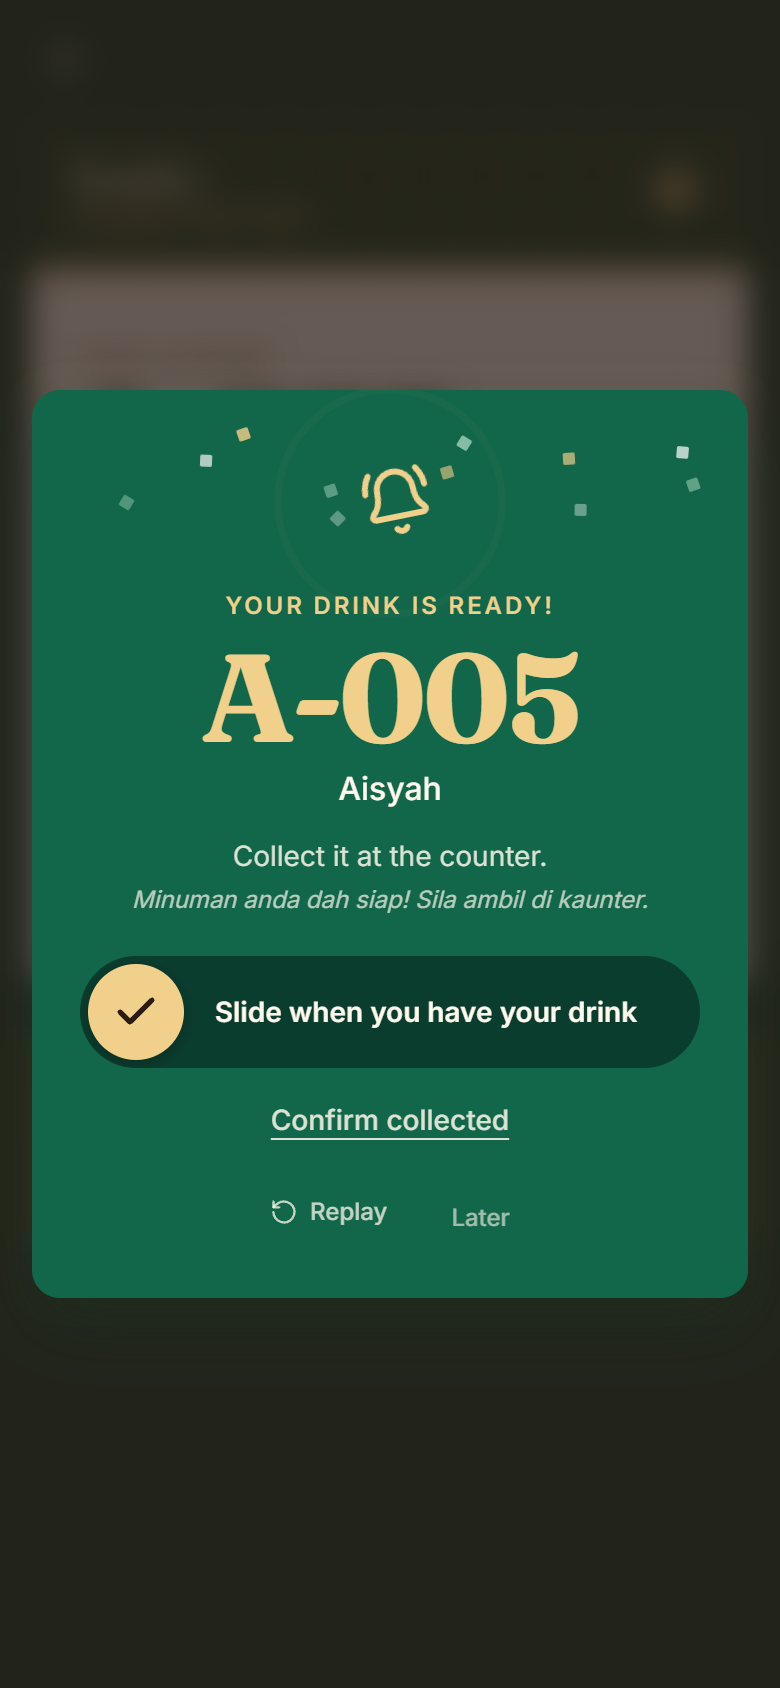 YOUR DRINK IS READY!
A-005
Aisyah
Collect it at the counter.
Minuman anda dah siap! Sila ambil di kaunter.
Slide when you have your drink
Confirm collected
Replay
Later